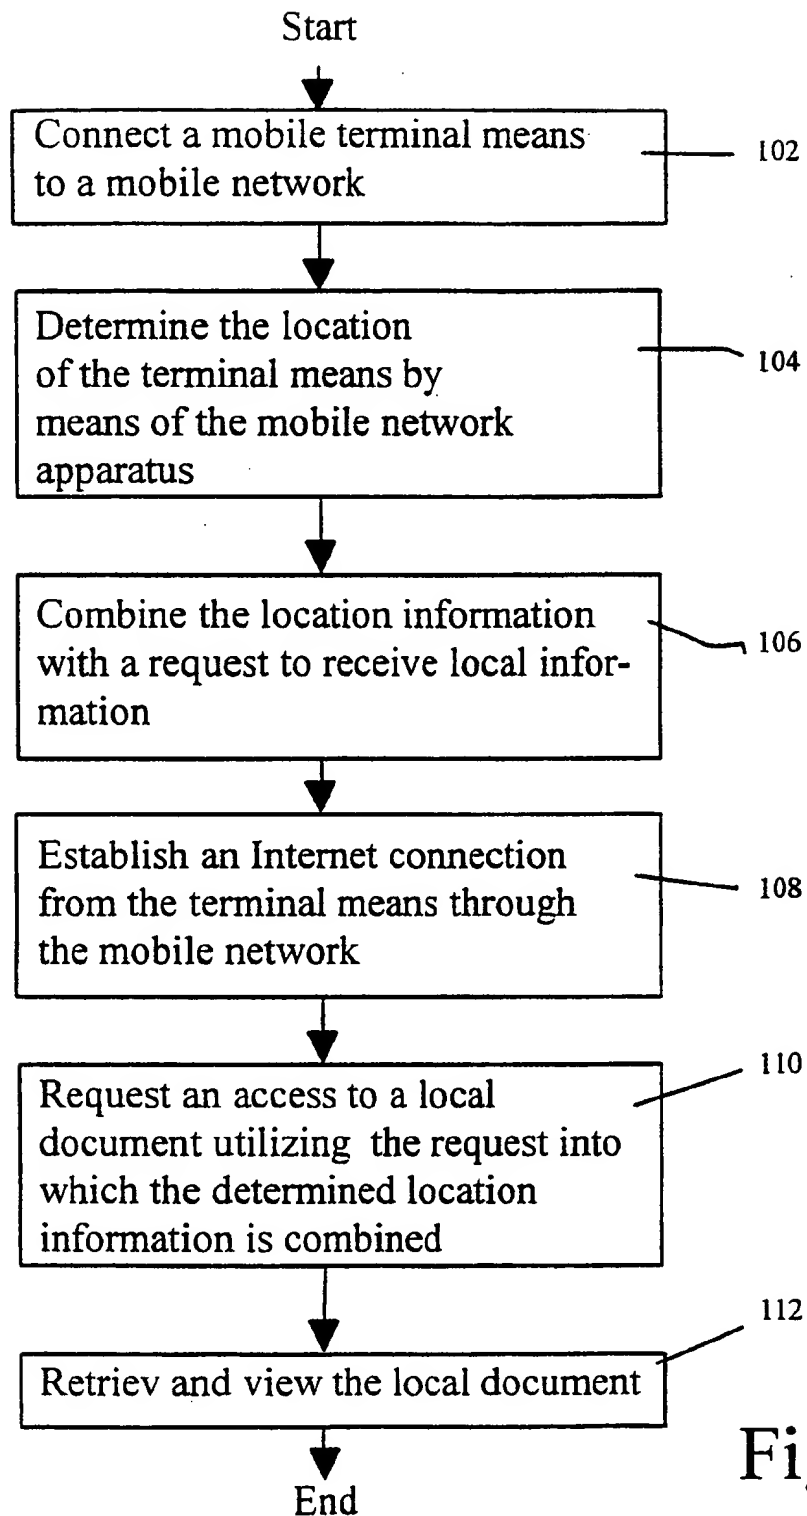 Start
Connect a mobile terminal means
to a mobile network
102
Determine the location
of the terminal means by
means of the mobile network
apparatus
104
Combine the location information
with a request to receive local infor-
mation
106
Establish an Internet connection
from the terminal means through
the mobile network
108
Request an access to a local
document utilizing the request into
which the determined location
information is combined
110
Retriev and view the local document
112
End